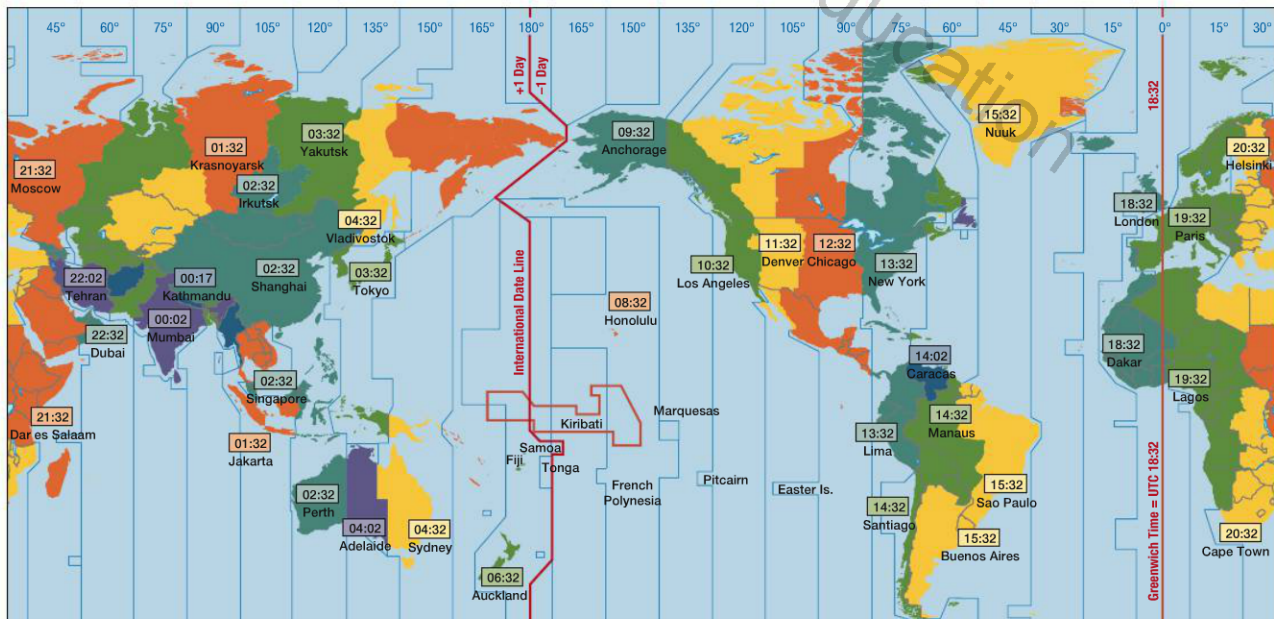 45° 60° 75° 90° 105° 120° 135° 150° 165° 180° 165° 150° 135° 120° 105° 90° 75° 60° 45° 30° 15° 0° 15° 30°
ucation
+1 Day
−1 Day
18:32
09:32
Anchorage
15:32
Nuuk
03:32
Yakutsk
01:32
Krasnoyarsk
20:32
Helsinki
21:32
Moscow
02:32
Irkutsk
18:32
London
19:32
Paris
04:32
Vladivostok
11:32
Denver
12:32
Chicago
22:02
Tehran
00:17
Kathmandu
02:32
Shanghai
03:32
Tokyo
10:32
Los Angeles
13:32
New York
International Date Line
08:32
Honolulu
00:02
Mumbai
22:32
Dubai
18:32
Dakar
14:02
Caracas
02:32
Singapore
19:32
Lagos
21:32
Dar es Salaam
Kiribati
Marquesas
14:32
Manaus
01:32
Jakarta
Samoa
Fiji
Tonga
13:32
Lima
French
Polynesia
Pitcairn
Easter Is.
02:32
Perth
15:32
Sao Paulo
14:32
Santiago
04:02
Adelaide
04:32
Sydney
15:32
Buenos Aires
20:32
Cape Town
06:32
Auckland
Greenwich Time = UTC 18:32